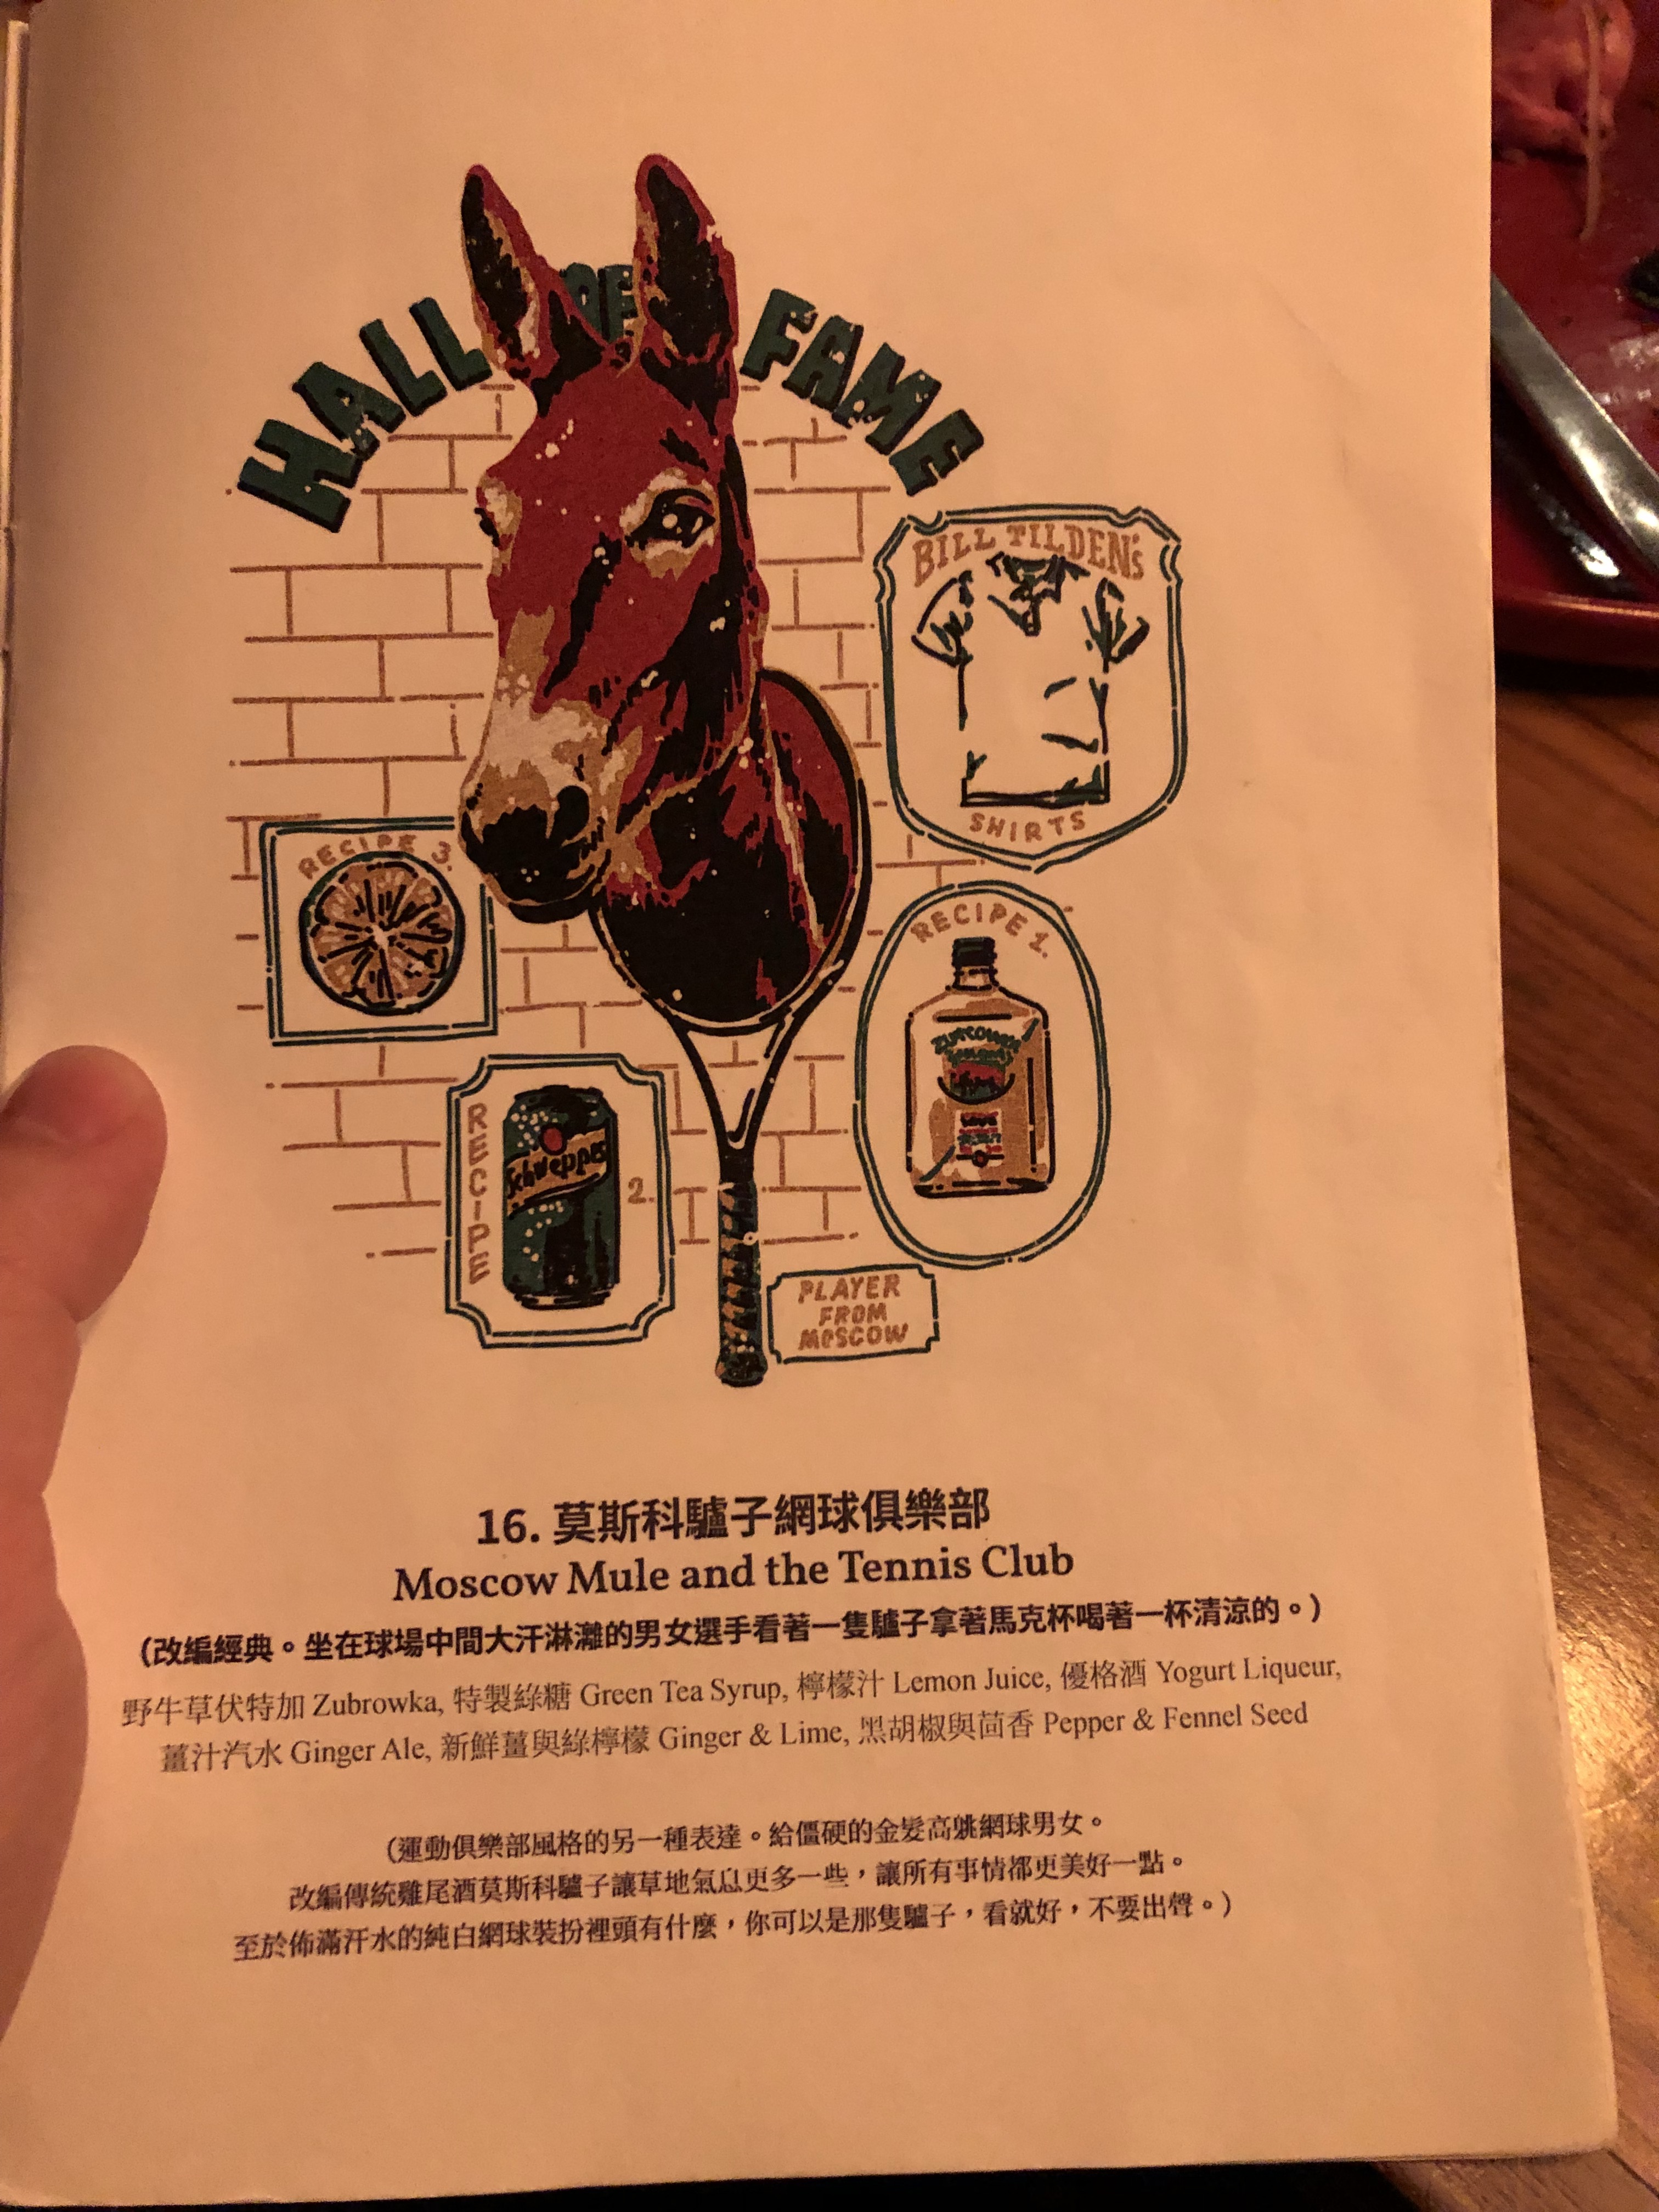 HALL OF FAME
BILL TILDEN'S
SHIRTS
RECIPE 3.
RECIPE 1.
ZUBROWKA
RECIPE 2.
Schweppes
PLAYER
FROM
MOSCOW
16. 莫斯科驢子網球俱樂部
Moscow Mule and the Tennis Club
（改編經典。坐在球場中間大汗淋灕的男女選手看著一隻驢子拿著馬克杯喝著一杯清涼的。）
野牛草伏特加 Zubrowka, 特製綠糖 Green Tea Syrup, 檸檬汁 Lemon Juice, 優格酒 Yogurt Liqueur,
薑汁汽水 Ginger Ale, 新鮮薑與綠檸檬 Ginger & Lime, 黑胡椒與茴香 Pepper & Fennel Seed
（運動俱樂部風格的另一種表達。給僵硬的金髮高䠷網球男女。
改編傳統雞尾酒莫斯科驢子讓草地氣息更多一些，讓所有事情都更美好一點。
至於佈滿汗水的純白網球裝扮裡頭有什麼，你可以是那隻驢子，看就好，不要出聲。）